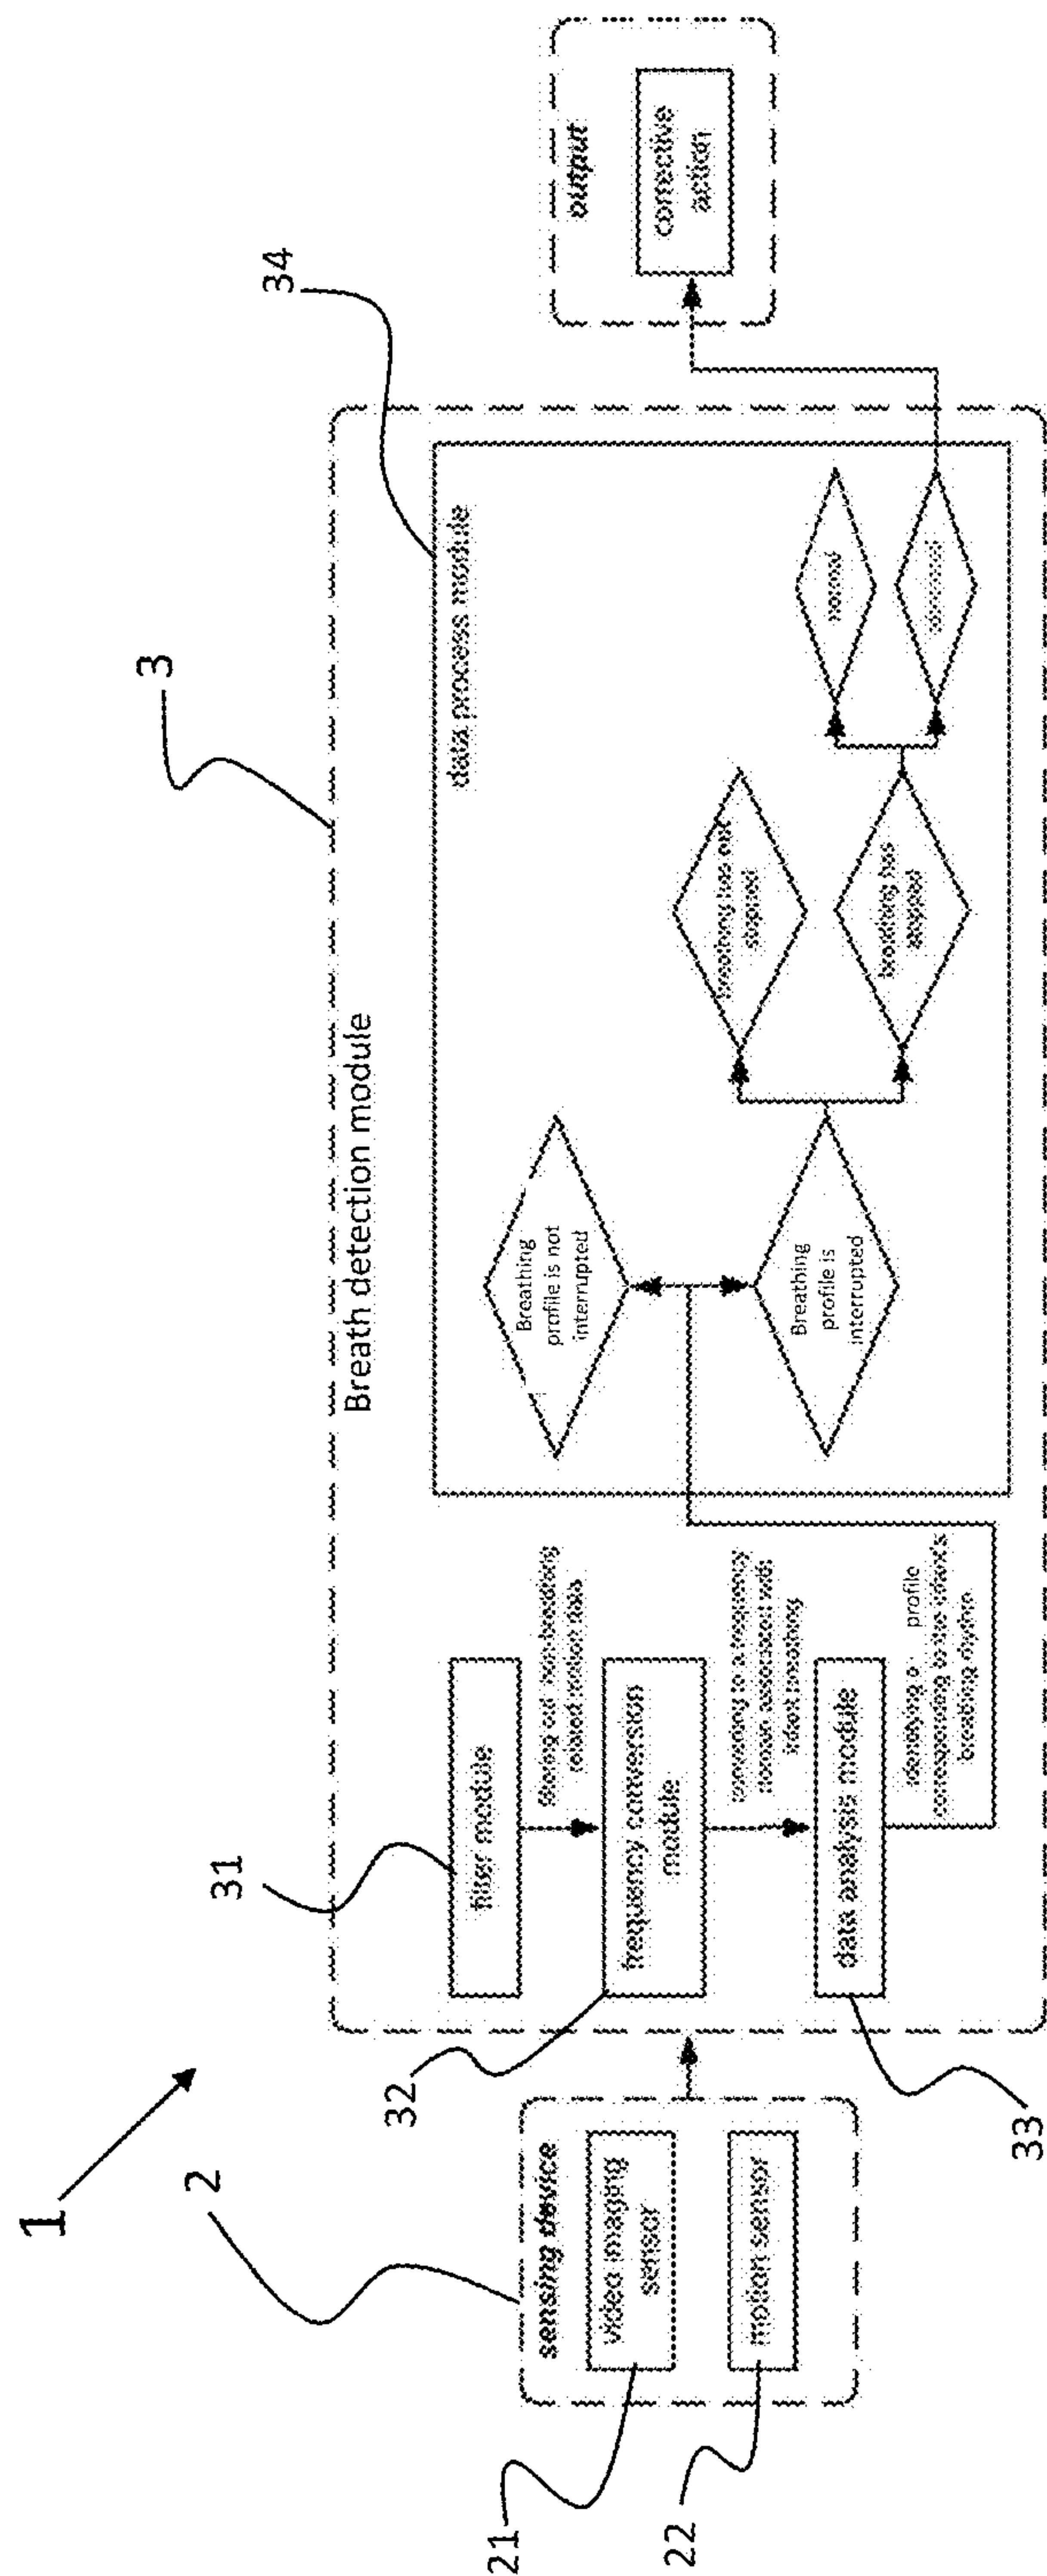 1
2
sensing device
21
video imaging
sensor
22
motion sensor
3
Breath detection module
31
filter module
filtering out non-breathing
related motion data
32
frequency conversion
module
converting to a frequency
domain associated with
infant breathing
33
data analysis module
identifying a profile
corresponding to the infant's
breathing rhythm
34
data process module
Breathing
profile is not
interrupted
Breathing
profile is
interrupted
breathing has not
stopped
breathing has
stopped
normal
abnormal
output
corrective
action